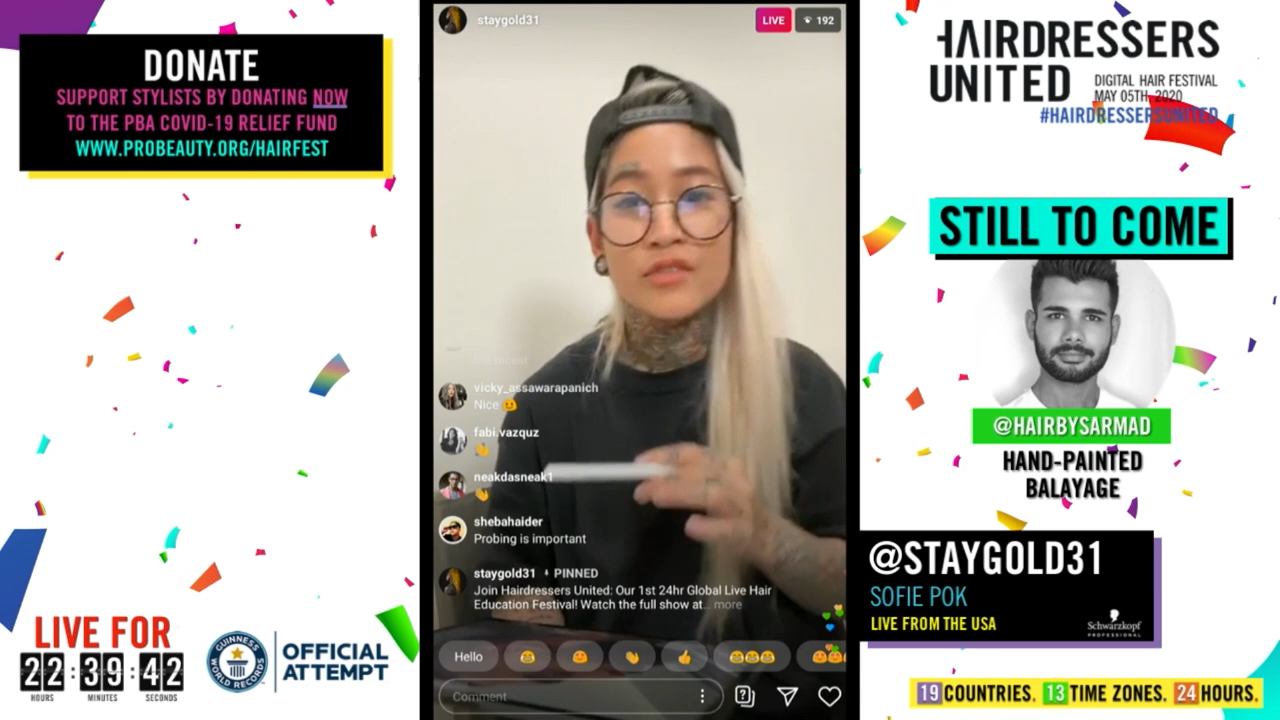 DONATE
SUPPORT STYLISTS BY DONATING NOW
TO THE PBA COVID-19 RELIEF FUND
WWW.PROBEAUTY.ORG/HAIRFEST
LIVE FOR
22:39:42
HOURS MINUTES SECONDS
GUINNESS
WORLD RECORDS
OFFICIAL
ATTEMPT
staygold31
LIVE
192
vicky_assawarapanich
Nice
fabi.vazquz
neakdasneak1
shebahaider
Probing is important
staygold31 PINNED
Join Hairdressers United: Our 1st 24hr Global Live Hair
Education Festival! Watch the full show at... more
Hello
Comment
HAIRDRESSERS
UNITED
DIGITAL HAIR FESTIVAL
MAY 05TH, 2020
#HAIRDRESSERSUNITED
STILL TO COME
@HAIRBYSARMAD
HAND-PAINTED
BALAYAGE
@STAYGOLD31
SOFIE POK
LIVE FROM THE USA
Schwarzkopf
PROFESSIONAL
19 COUNTRIES. 13 TIME ZONES. 24 HOURS.